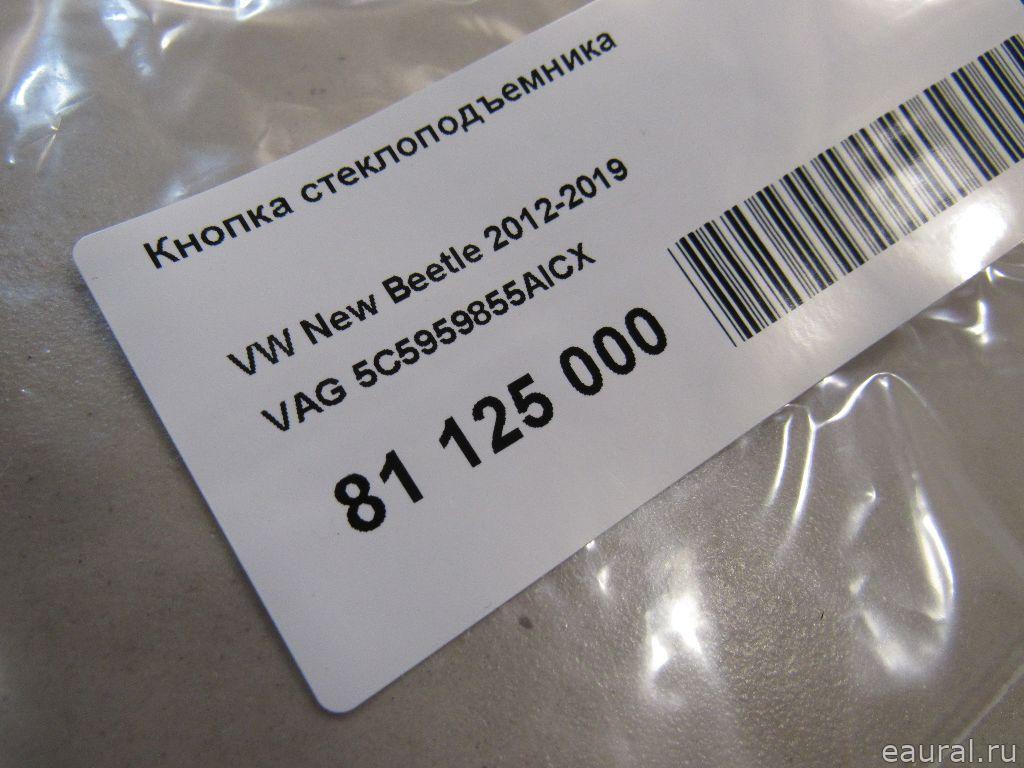 Кнопка стеклоподъемника
VW New Beetle 2012-2019
VAG 5C5959855AICX
81 125 000
eaural.ru